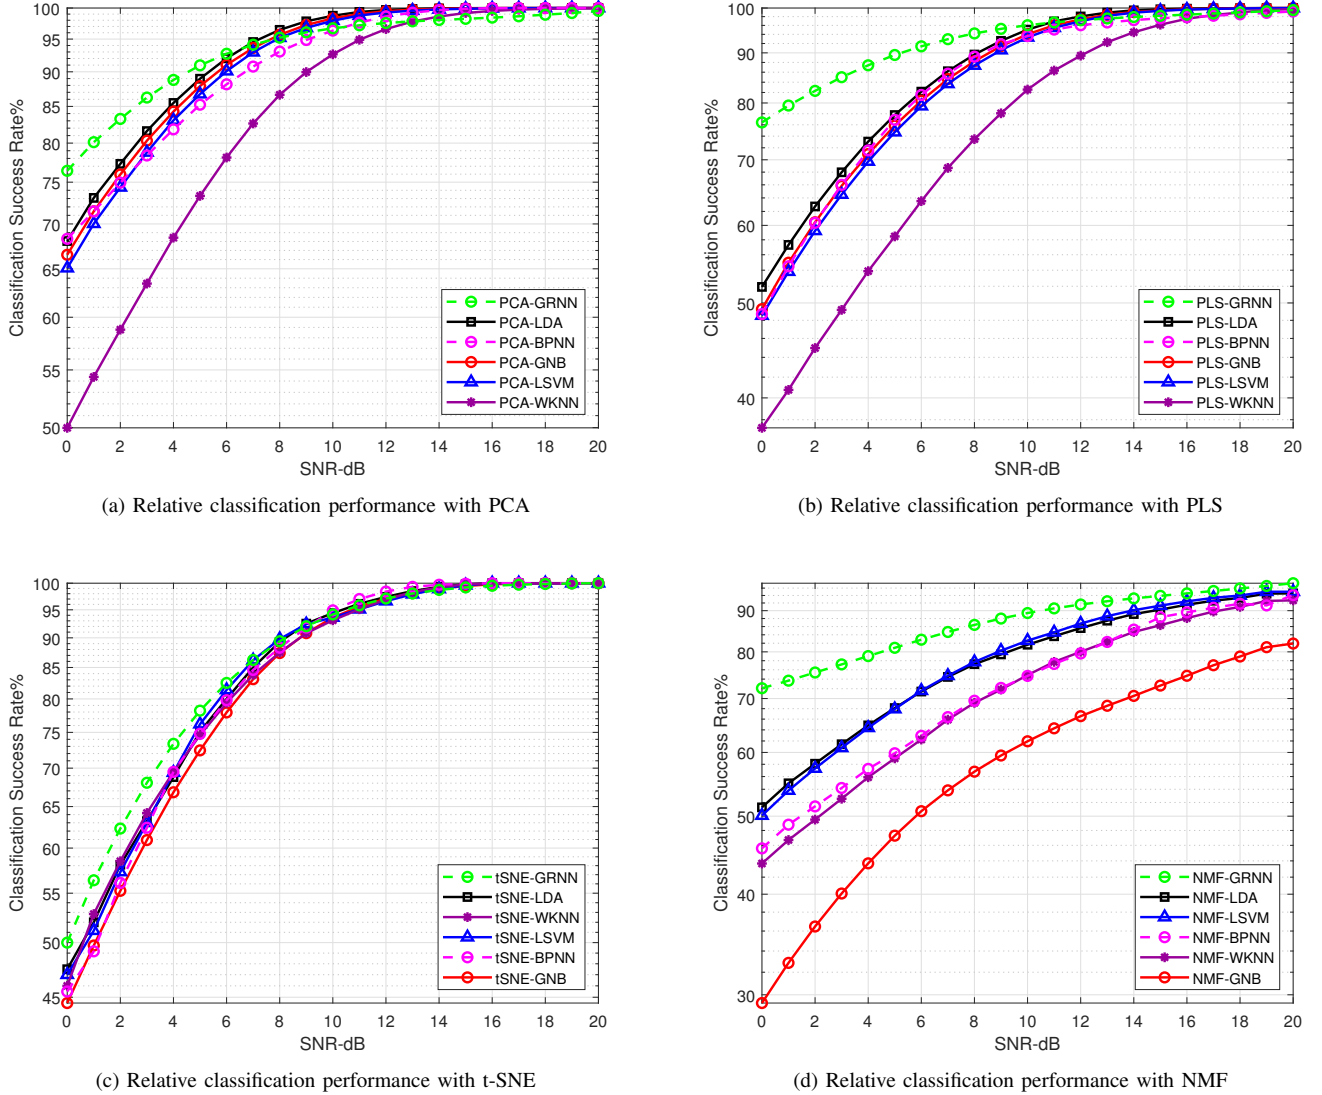 100
95
90
85
80
75
70
65
60
55
50
Classification Success Rate%
0 2 4 6 8 10 12 14 16 18 20
SNR-dB
PCA-GRNN
PCA-LDA
PCA-BPNN
PCA-GNB
PCA-LSVM
PCA-WKNN
(a) Relative classification performance with PCA
100
90
80
70
60
50
40
Classification Success Rate%
0 2 4 6 8 10 12 14 16 18 20
SNR-dB
PLS-GRNN
PLS-LDA
PLS-BPNN
PLS-GNB
PLS-LSVM
PLS-WKNN
(b) Relative classification performance with PLS
100
95
90
85
80
75
70
65
60
55
50
45
Classification Success Rate%
0 2 4 6 8 10 12 14 16 18 20
SNR-dB
tSNE-GRNN
tSNE-LDA
tSNE-WKNN
tSNE-LSVM
tSNE-BPNN
tSNE-GNB
(c) Relative classification performance with t-SNE
90
80
70
60
50
40
30
Classification Success Rate%
0 2 4 6 8 10 12 14 16 18 20
SNR-dB
NMF-GRNN
NMF-LDA
NMF-LSVM
NMF-BPNN
NMF-WKNN
NMF-GNB
(d) Relative classification performance with NMF